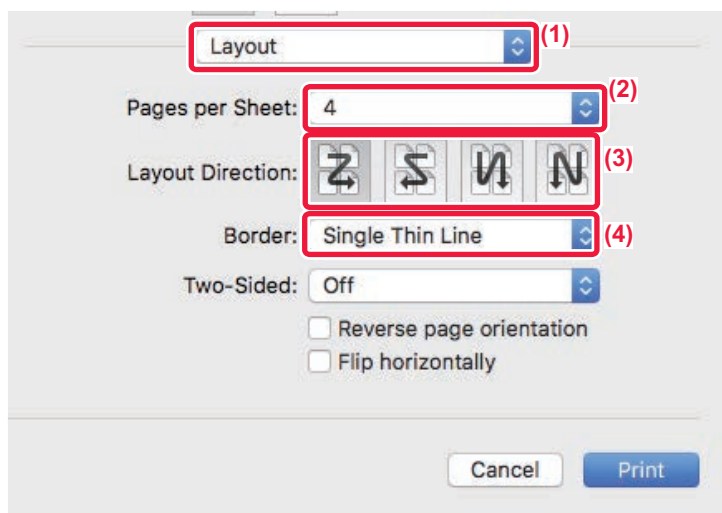 Layout (1)
Pages per Sheet: 4 (2)
Layout Direction: (3)
Border: Single Thin Line (4)
Two-Sided: Off
Reverse page orientation
Flip horizontally
Cancel Print